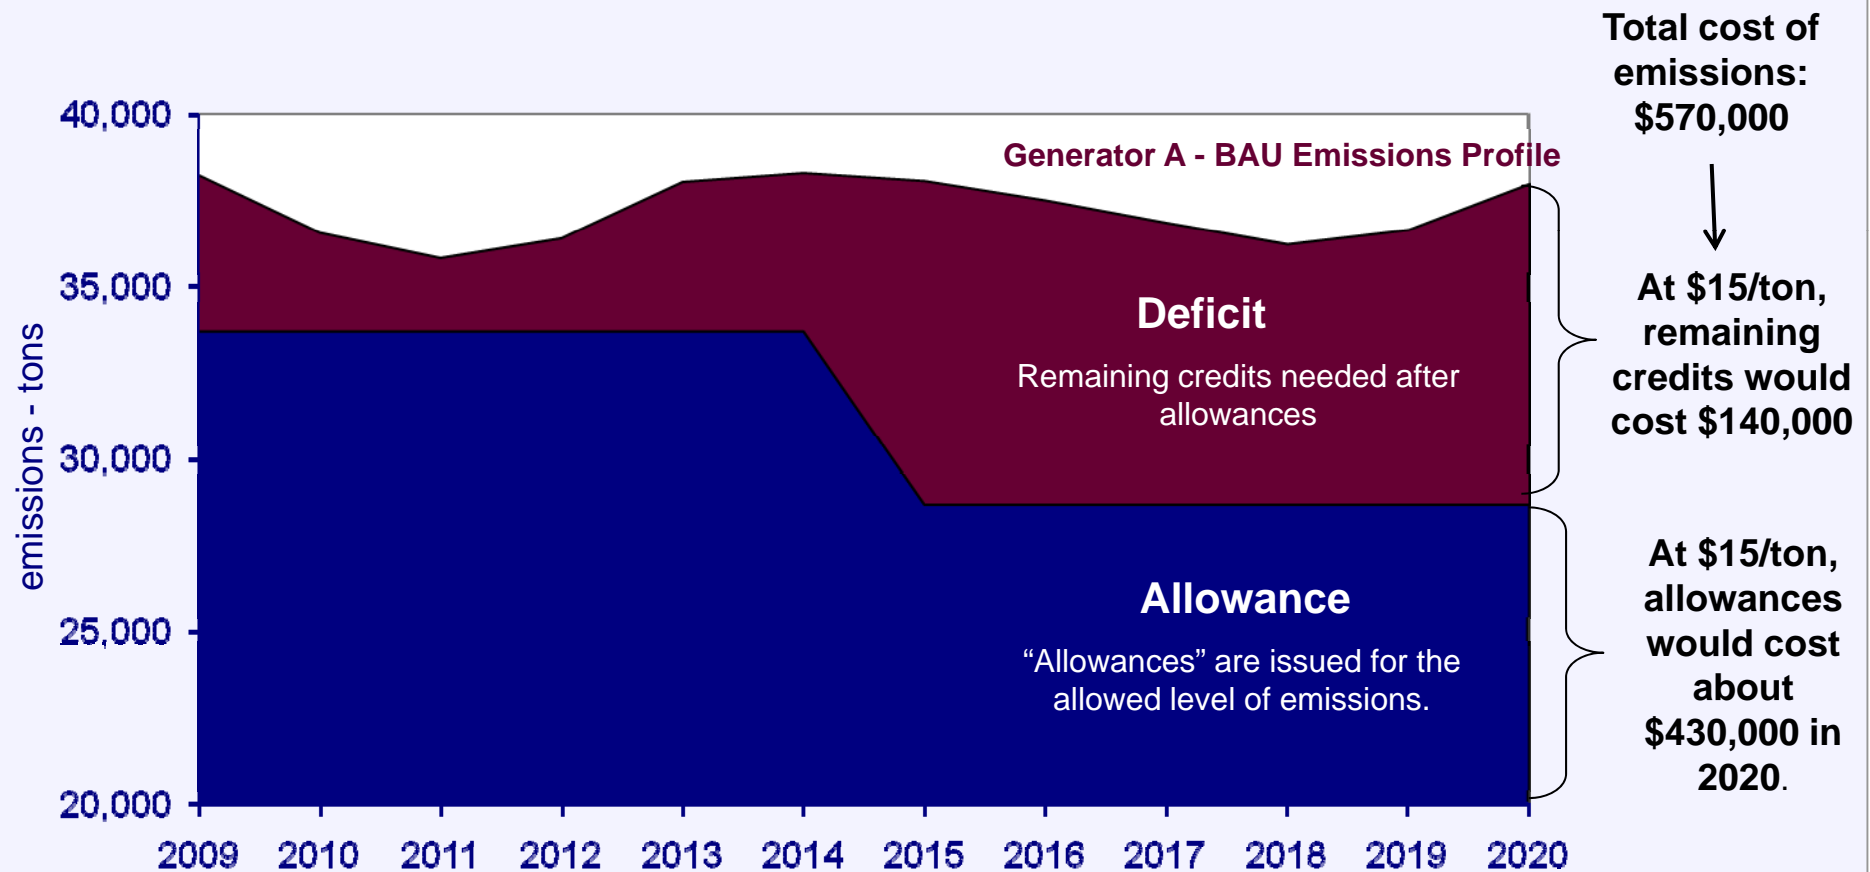 Total cost of
emissions:
$570,000
40,000
35,000
30,000
25,000
20,000
emissions - tons
Generator A - BAU Emissions Profile
Deficit
Remaining credits needed after
allowances
Allowance
“Allowances” are issued for the
allowed level of emissions.
At $15/ton,
remaining
credits would
cost $140,000
At $15/ton,
allowances
would cost
about
$430,000 in
2020.
2009 2010 2011 2012 2013 2014 2015 2016 2017 2018 2019 2020